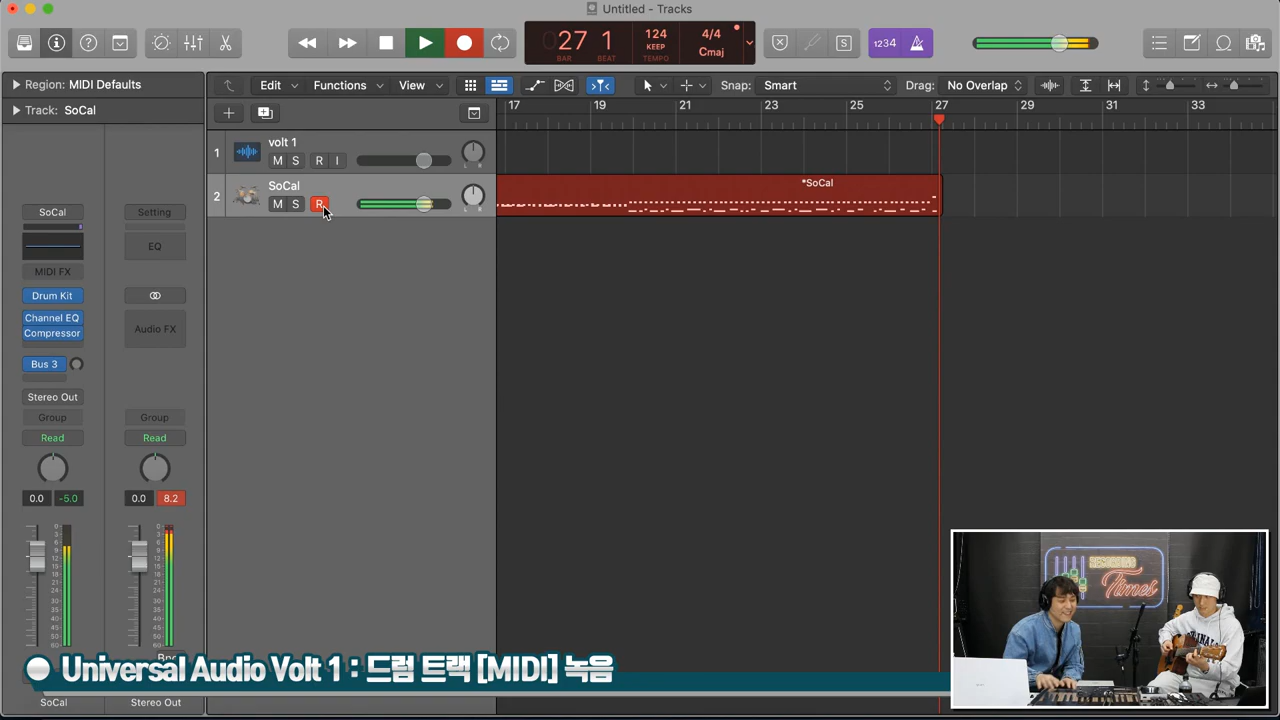 Untitled - Tracks
27 1
BAR BEAT
124
KEEP
TEMPO
4/4
Cmaj
S
1234
Region: MIDI Defaults
Track: SoCal
Edit
Functions
View
Snap: Smart
Drag: No Overlap
17 19 21 23 25 27 29 31 33
1
volt 1
M S R I
L R
2
SoCal
M S R
L R
*SoCal
SoCal
Setting
EQ
MIDI FX
Drum Kit
Channel EQ
Compressor
Audio FX
Bus 3
Stereo Out
Group
Group
Read
Read
0.0 -5.0
0.0 8.2
Universal Audio Volt 1 : 드럼 트랙 [MIDI] 녹음
SoCal
Stereo Out
RECORDING
Times